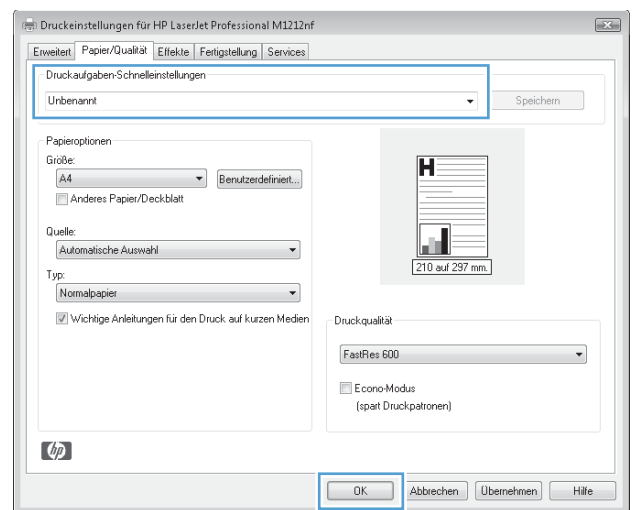 Druckeinstellungen für HP LaserJet Professional M1212nf
Erweitert Papier/Qualität Effekte Fertigstellung Services
Druckaufgaben-Schnelleinstellungen
Unbenannt Speichern
Papieroptionen
Größe:
A4 Benutzerdefiniert...
Anderes Papier/Deckblatt
Quelle:
Automatische Auswahl
Typ:
Normalpapier
Wichtige Anleitungen für den Druck auf kurzen Medien
H
210 auf 297 mm.
Druckqualität
FastRes 600
Econo-Modus
(spart Druckpatronen)
hp
OK Abbrechen Übernehmen Hilfe